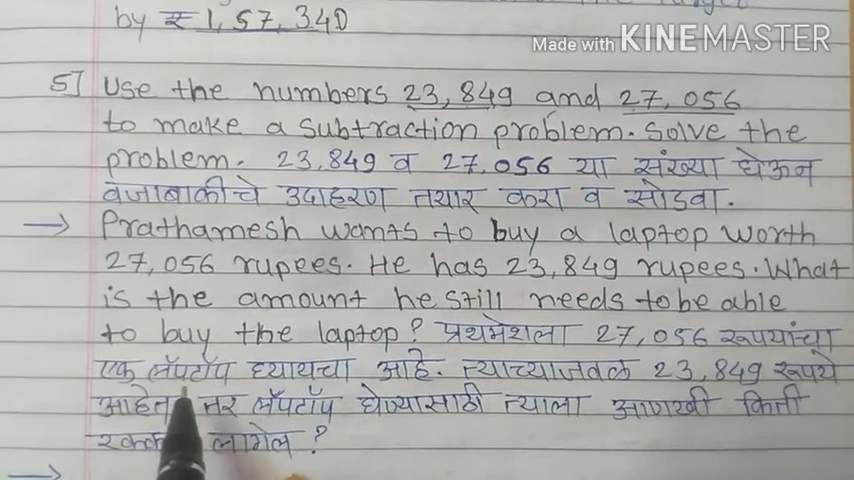 by ₹ 1,57,340
Made with KINEMASTER
5] Use the numbers 23,849 and 27,056
to make a subtraction problem. Solve the
problem. 23,849 व 27,056 या संख्या घेऊन
वजाबाकीचे उदाहरण तयार करा व सोडवा.
→ Prathamesh wants to buy a laptop worth
27,056 rupees. He has 23,849 rupees. What
is the amount he still needs to be able
to buy the laptop? प्रथमेशला 27,056 रूपयांचा
एक लॅपटॉप घ्यायचा आहे. त्याच्याजवळ 23,849 रूपये
आहेत तर लॅपटॉप घेण्यासाठी त्याला आणखी किती
लागेल?
→